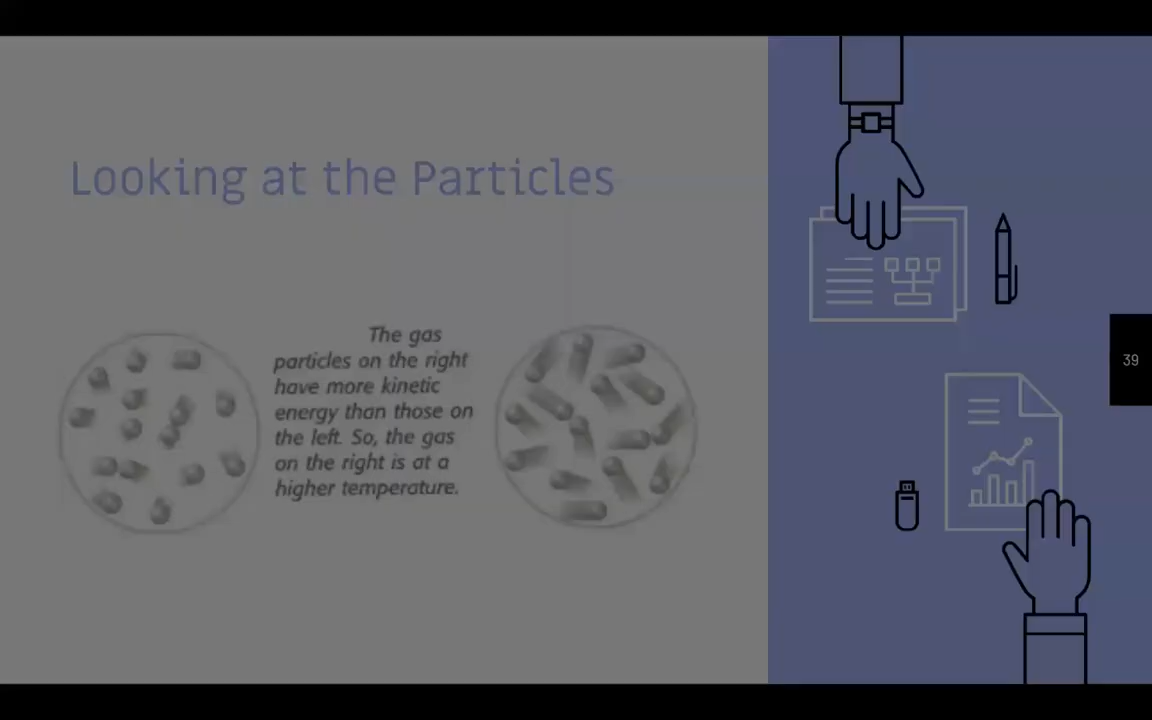 Looking at the Particles
The gas
particles on the right
have more kinetic
energy than those on
the left. So, the gas
on the right is at a
higher temperature.
39